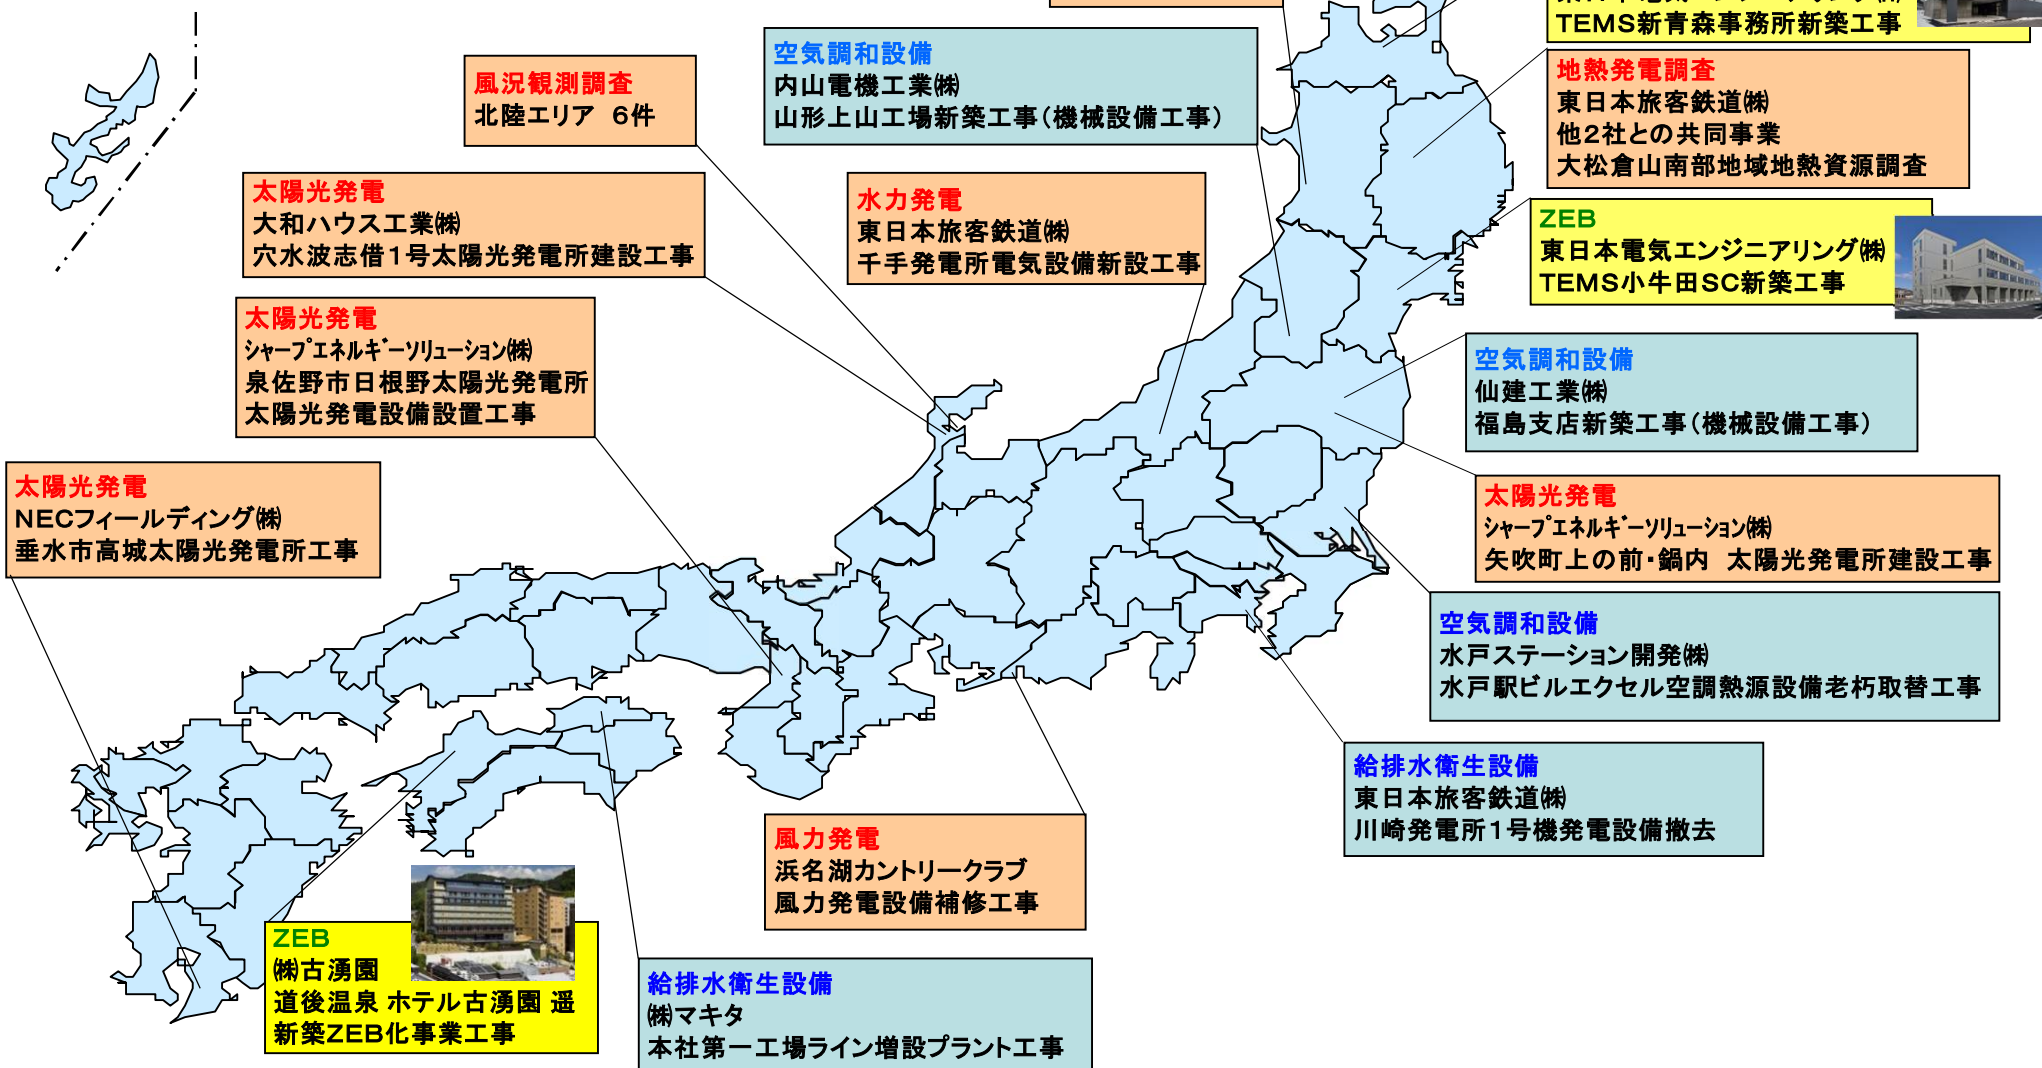 TEMS新青森事務所新築工事
風況観測調査
北陸エリア 6件
空気調和設備
内山電機工業㈱
山形上山工場新築工事(機械設備工事)
地熱発電調査
東日本旅客鉄道㈱
他2社との共同事業
大松倉山南部地域地熱資源調査
太陽光発電
大和ハウス工業㈱
穴水波志借1号太陽光発電所建設工事
水力発電
東日本旅客鉄道㈱
千手発電所電気設備新設工事
ZEB
東日本電気エンジニアリング㈱
TEMS小牛田SC新築工事
太陽光発電
シャープエネルギーソリューション㈱
泉佐野市日根野太陽光発電所
太陽光発電設備設置工事
空気調和設備
仙建工業㈱
福島支店新築工事(機械設備工事)
太陽光発電
NECフィールディング㈱
垂水市高城太陽光発電所工事
太陽光発電
シャープエネルギーソリューション㈱
矢吹町上の前・鍋内 太陽光発電所建設工事
空気調和設備
水戸ステーション開発㈱
水戸駅ビルエクセル空調熱源設備老朽取替工事
給排水衛生設備
東日本旅客鉄道㈱
川崎発電所1号機発電設備撤去
風力発電
浜名湖カントリークラブ
風力発電設備補修工事
ZEB
㈱古湧園
道後温泉 ホテル古湧園 遥
新築ZEB化事業工事
給排水衛生設備
㈱マキタ
本社第一工場ライン増設プラント工事